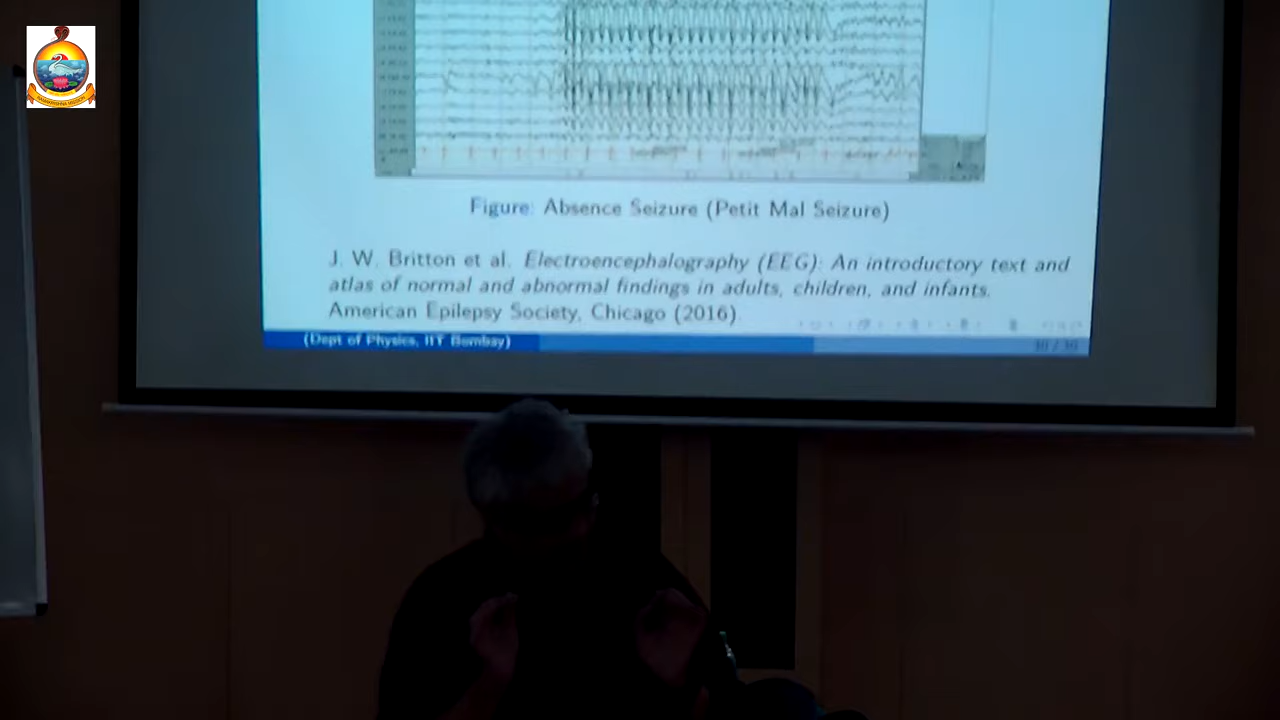 Figure: Absence Seizure (Petit Mal Seizure)
J. W. Britton et al. Electroencephalography (EEG): An introductory text and
atlas of normal and abnormal findings in adults, children, and infants.
American Epilepsy Society, Chicago (2016)
(Dept of Physics, IIT Bombay)